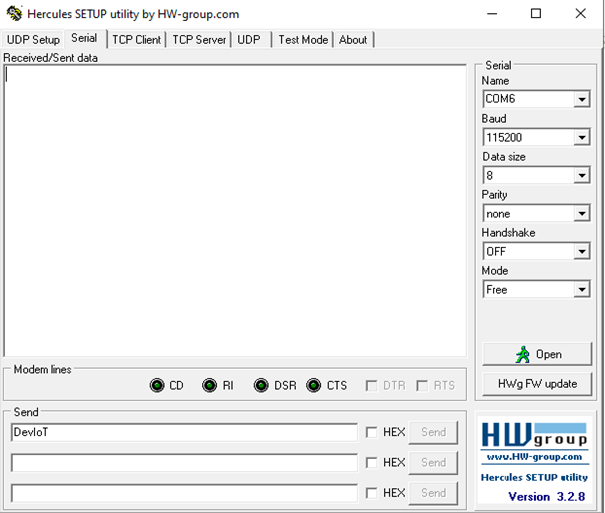 Hercules SETUP utility by HW-group.com
UDP Setup Serial TCP Client TCP Server UDP Test Mode About
Received/Sent data
Serial
Name
COM6
Baud
115200
Data size
8
Parity
none
Handshake
OFF
Mode
Free
Open
HWg FW update
Modem lines
CD RI DSR CTS DTR RTS
Send
DevIoT HEX Send
HEX Send
HEX Send
HW group
www.HW-group.com
Hercules SETUP utility
Version 3.2.8